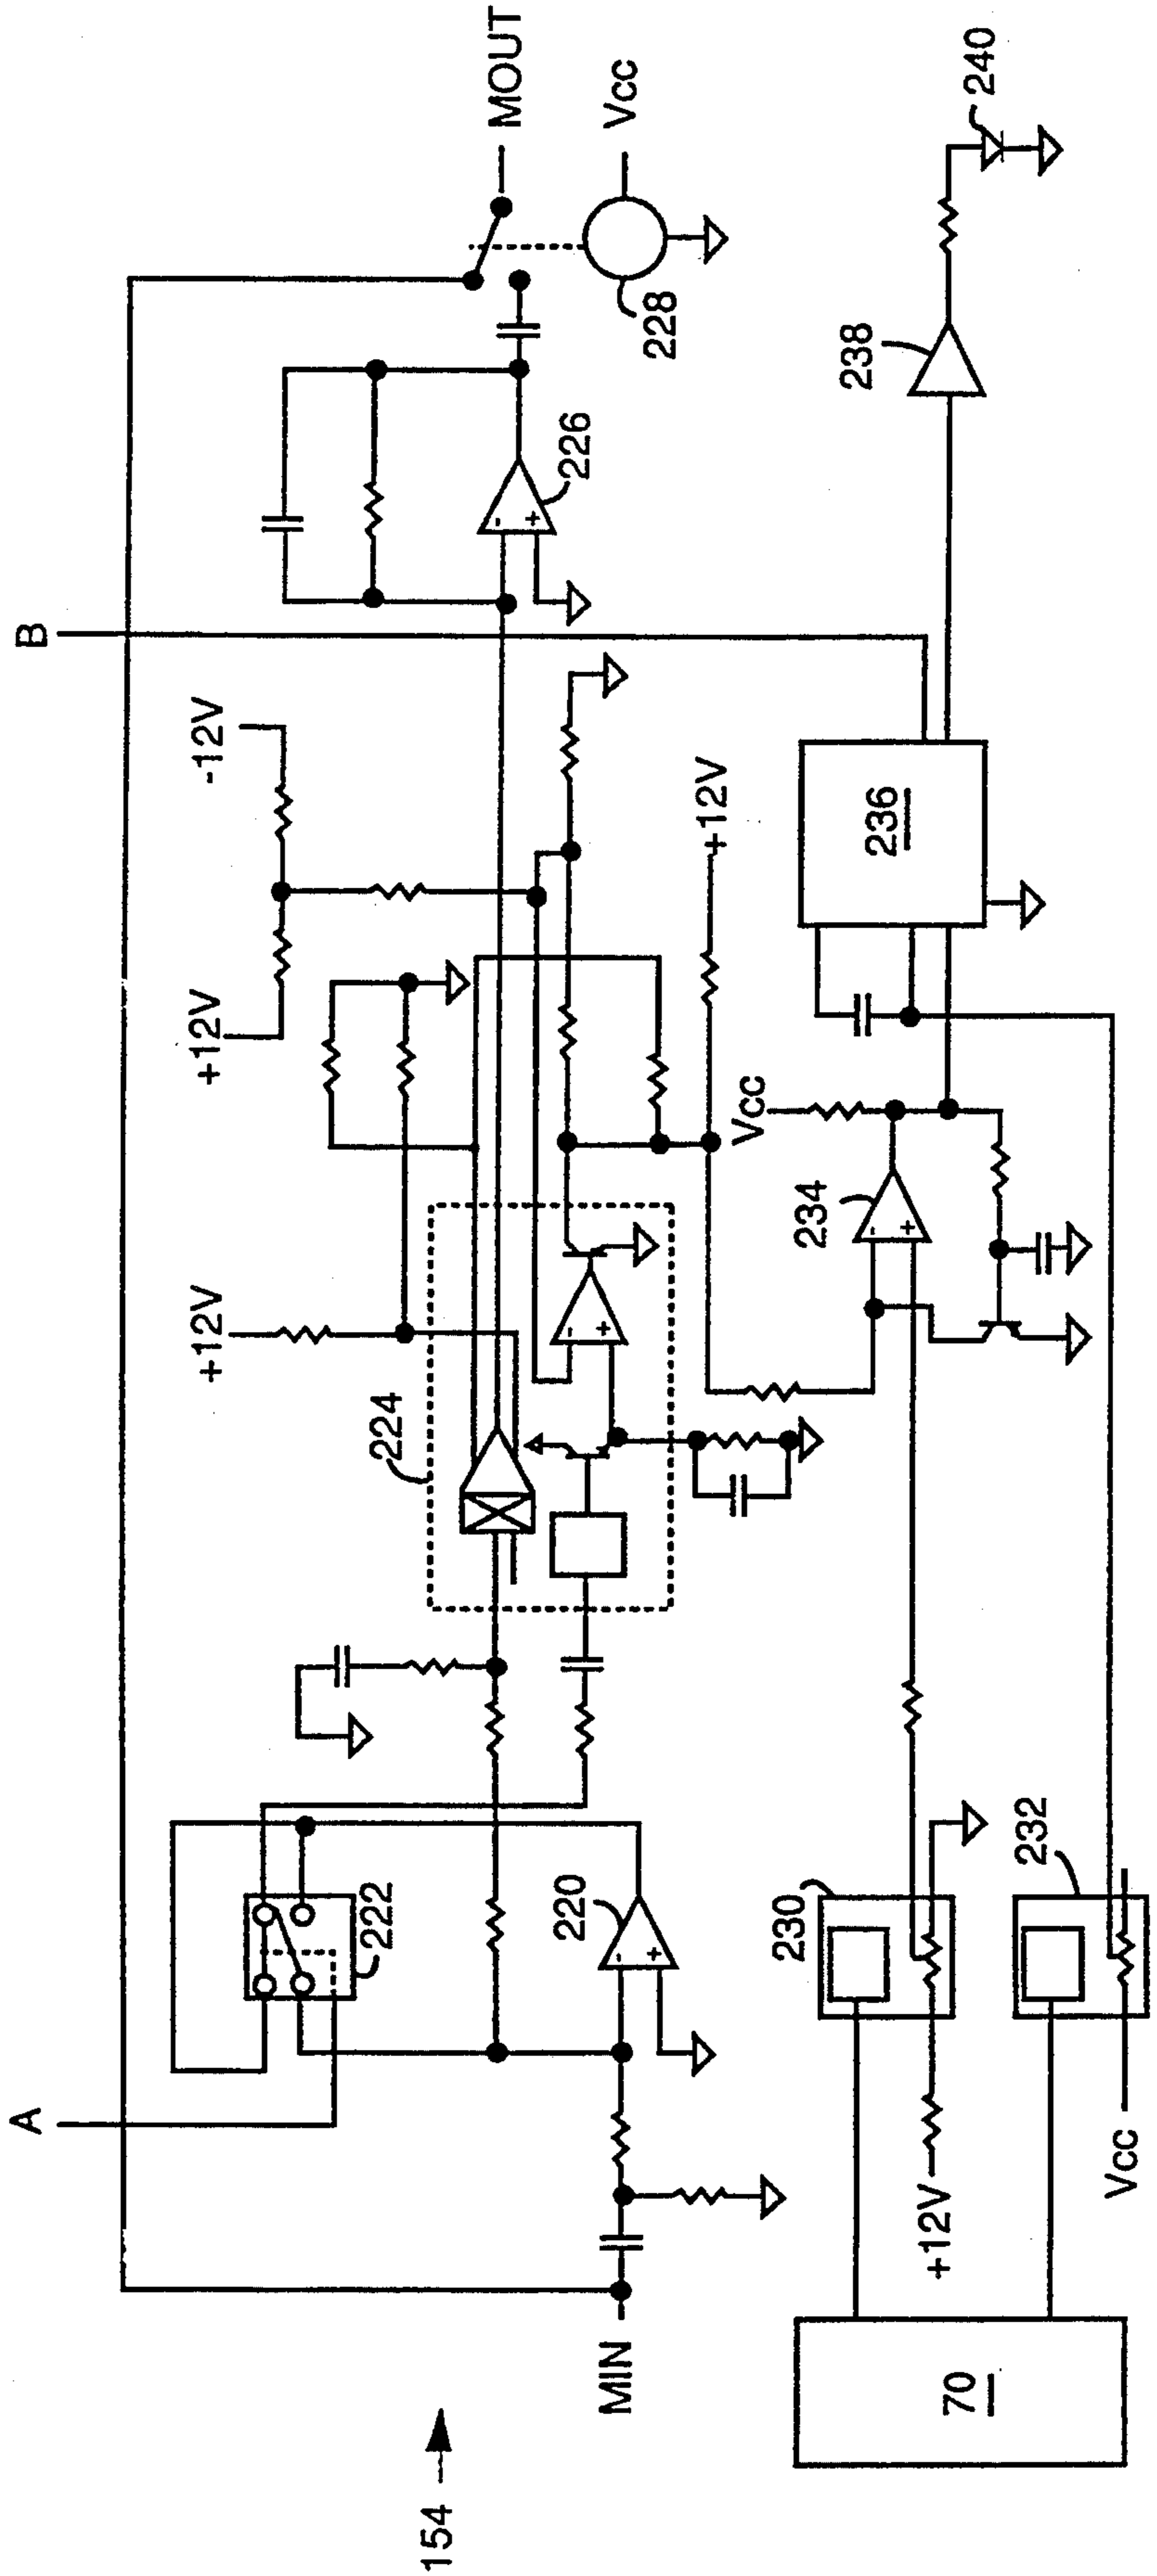 A
B
+12V
-12V
MOUT
+12V
Vcc
224
226
228
222
220
+12V
MIN
154
Vcc
234
236
238
240
230
232
+12V
Vcc
70
-
+
-
+
-
+
-
+